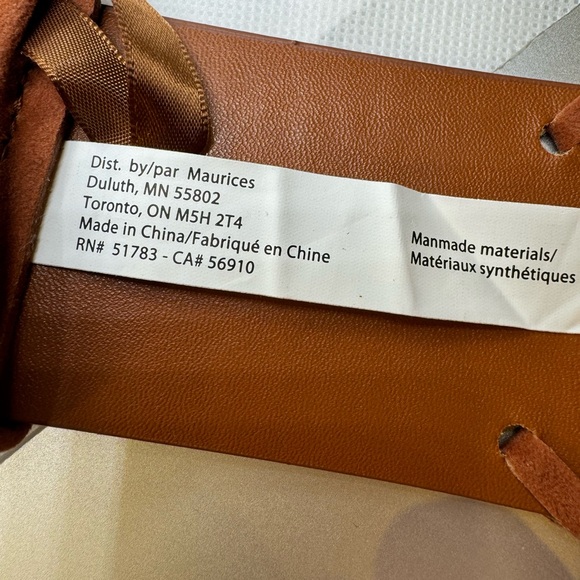 Dist. by/par Maurices
Duluth, MN 55802
Toronto, ON M5H 2T4
Made in China/Fabriqué en Chine
RN# 51783 - CA# 56910
Manmade materials/
Matériaux synthétiques